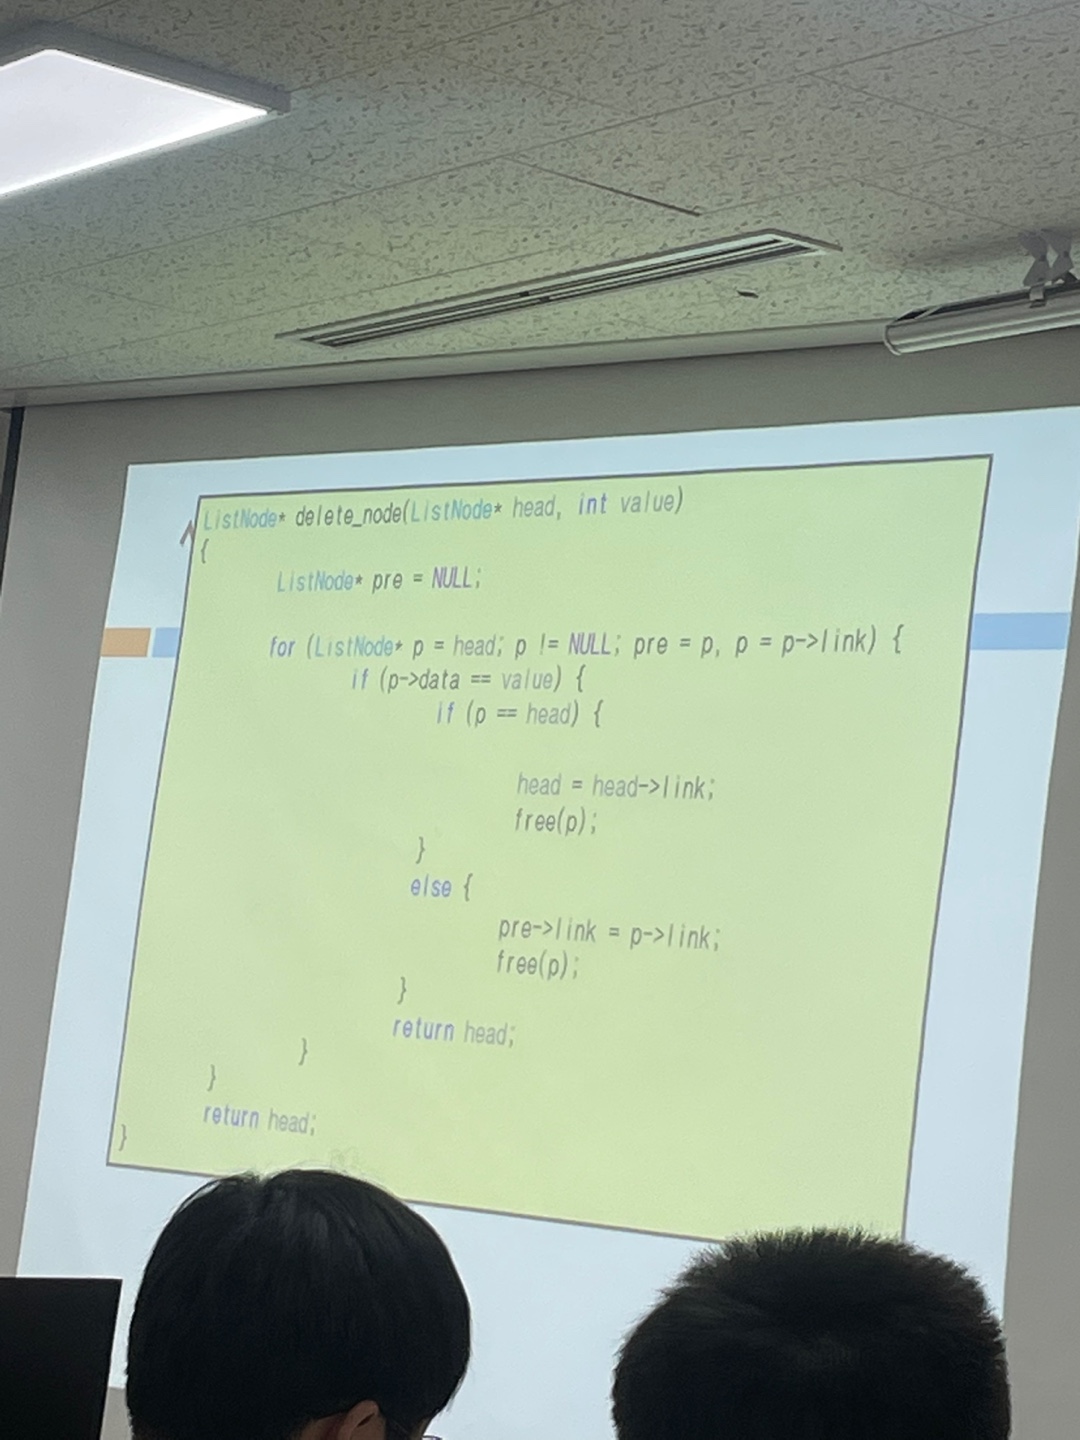 ListNode* delete_node(ListNode* head, int value)
{
ListNode* pre = NULL;
for (ListNode* p = head; p != NULL; pre = p, p = p->link) {
if (p->data == value) {
if (p == head) {
head = head->link;
free(p);
}
else {
pre->link = p->link;
free(p);
}
return head;
}
}
return head;
}